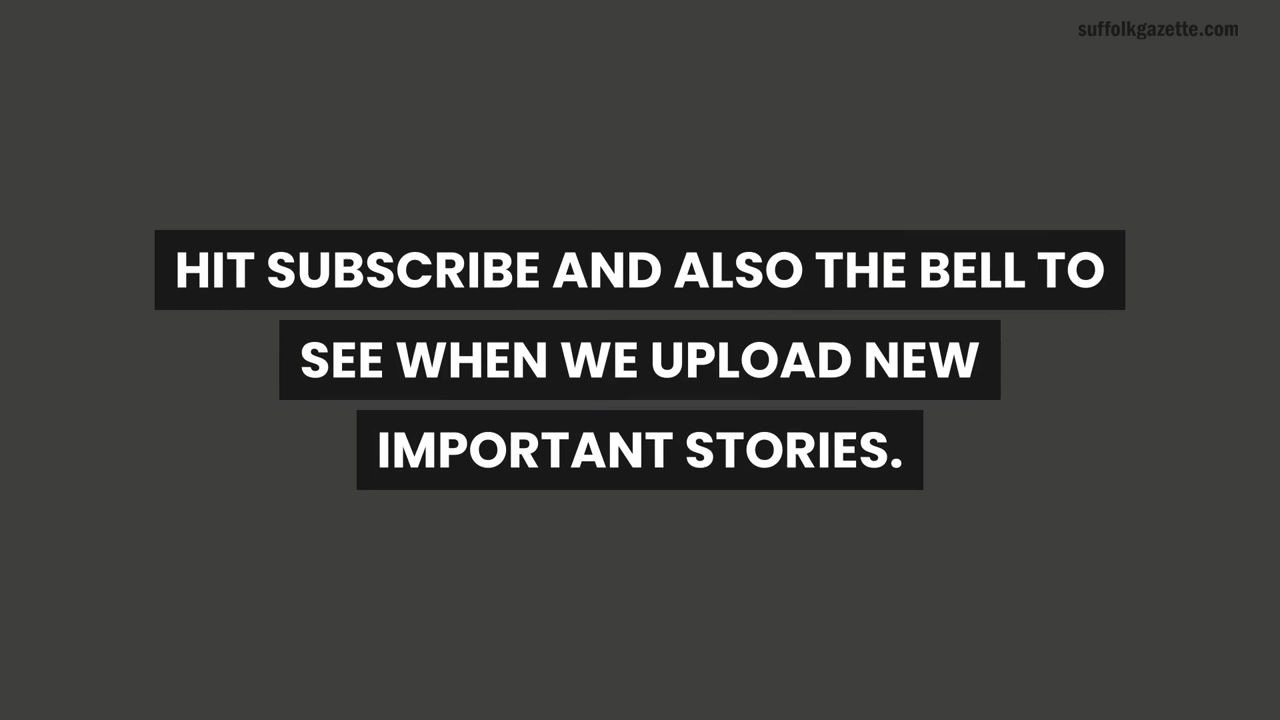 suffolkgazette.com
HIT SUBSCRIBE AND ALSO THE BELL TO
SEE WHEN WE UPLOAD NEW
IMPORTANT STORIES.